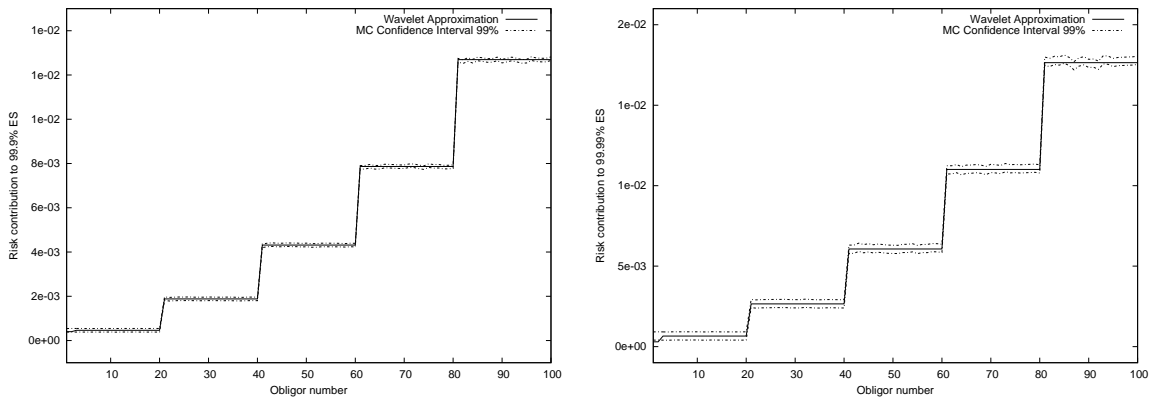 Wavelet Approximation
MC Confidence Interval 99%
1e-02
1e-02
1e-02
8e-03
6e-03
4e-03
2e-03
0e+00
Risk contribution to 99.9% ES
10 20 30 40 50 60 70 80 90 100
Obligor number
Wavelet Approximation
MC Confidence Interval 99%
2e-02
1e-02
1e-02
5e-03
0e+00
Risk contribution to 99.99% ES
10 20 30 40 50 60 70 80 90 100
Obligor number